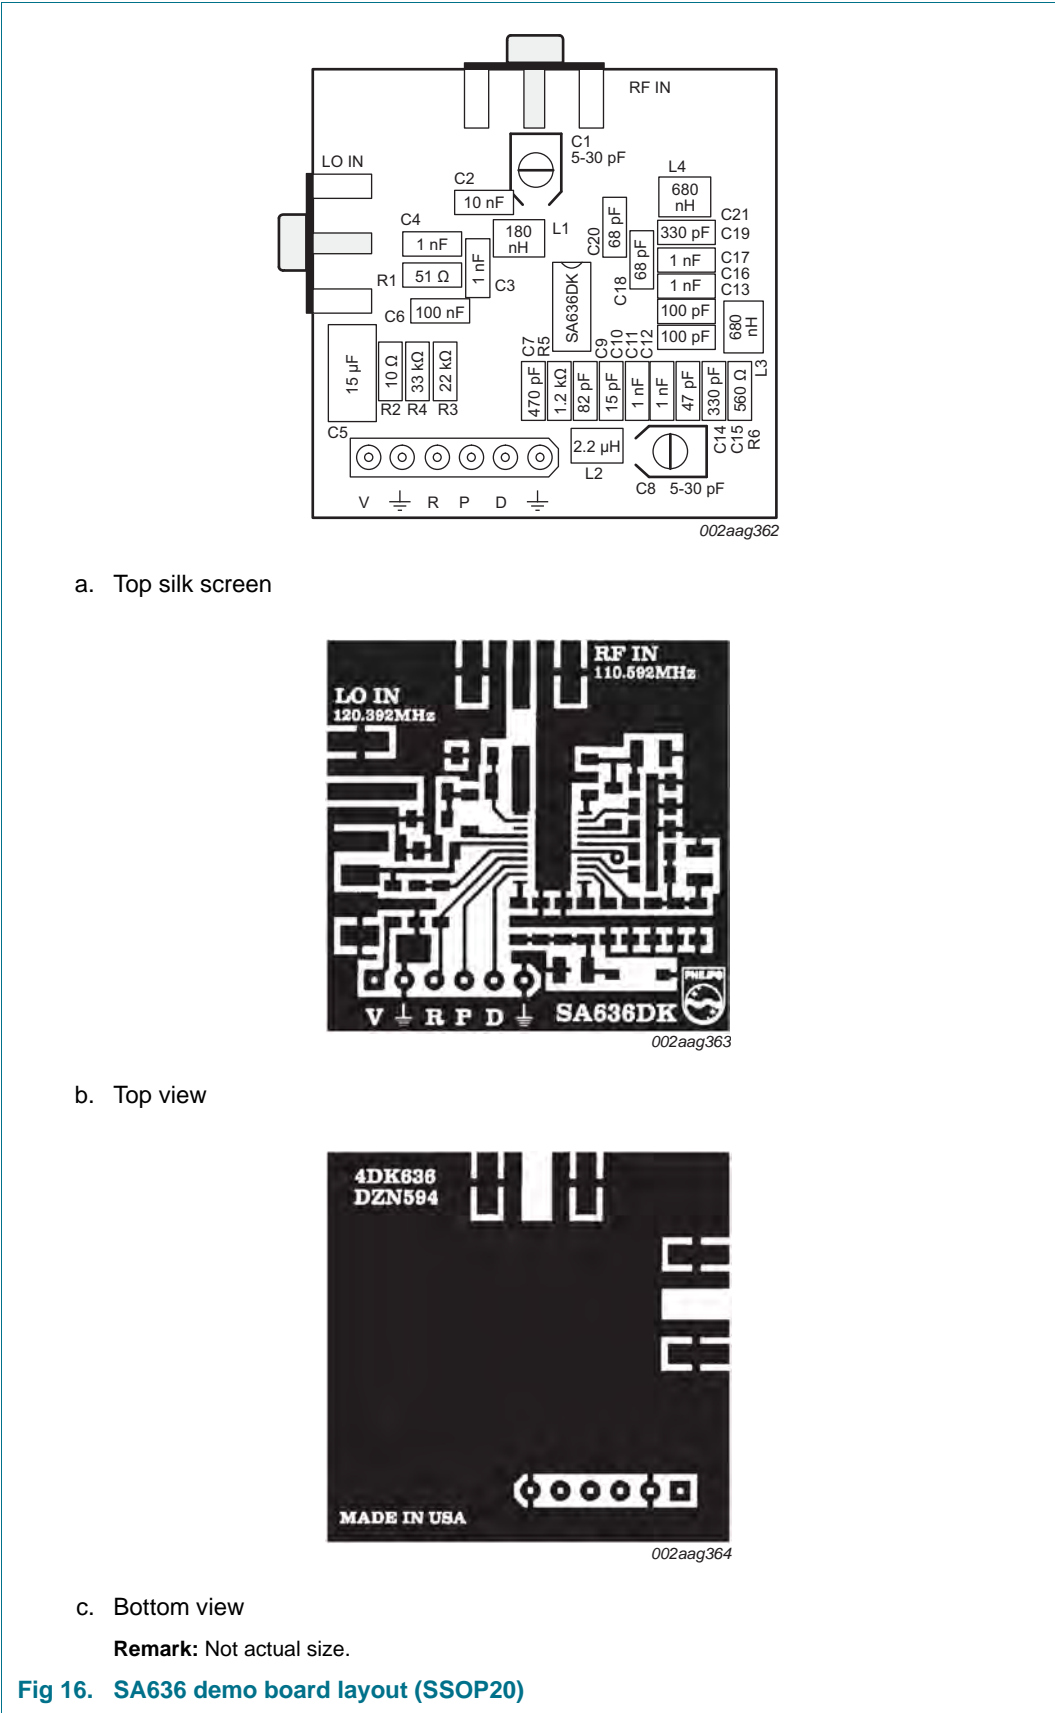 RF IN
C1
5-30 pF
LO IN
C2
10 nF
L4
680
nH
C4
1 nF
180
nH
L1
C20
68 pF
330 pF
C21
C19
R1
51 Ω
1 nF
C3
C18
68 pF
1 nF
C17
C16
1 nF
C13
C6
100 nF
SA636DK
100 pF
680
nH
100 pF
L3
15 µF
10 Ω
33 kΩ
22 kΩ
C7
R5
C9
C10
C11
C12
470 pF
1.2 kΩ
82 pF
15 pF
1 nF
1 nF
47 pF
330 pF
560 Ω
R2
R4
R3
C5
C14
C15
R6
2.2 µH
L2
C8
5-30 pF
V
R
P
D
002aag362
a. Top silk screen
RF IN
110.592MHz
LO IN
120.392MHz
PHILIPS
V
R P D
SA636DK
002aag363
b. Top view
4DK636
DZN594
MADE IN USA
002aag364
c. Bottom view
Remark: Not actual size.
Fig 16. SA636 demo board layout (SSOP20)